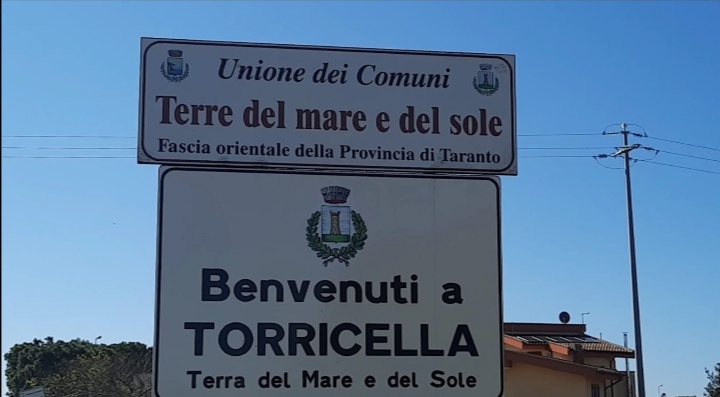 Unione dei Comuni
Terre del mare e del sole
Fascia orientale della Provincia di Taranto
Benvenuti a
TORRICELLA
Terra del Mare e del Sole